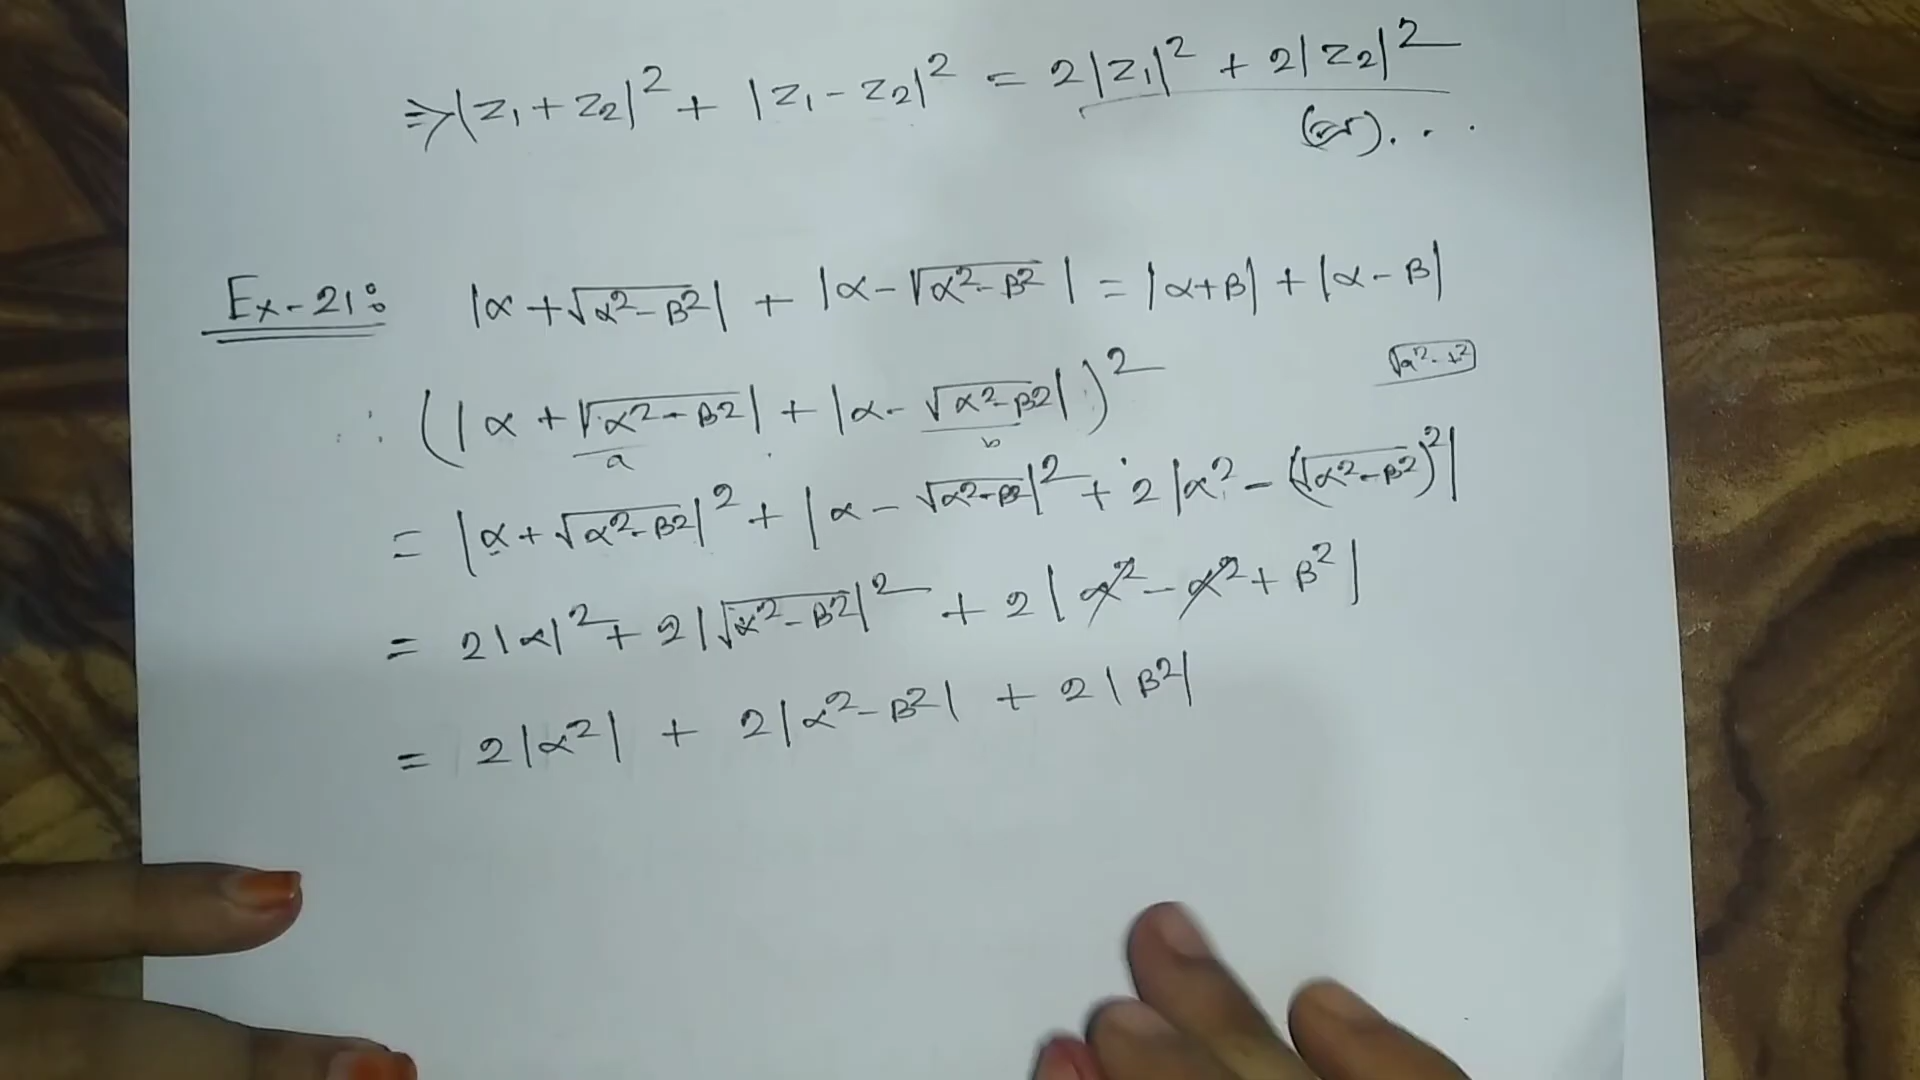 ⇒ |z₁ + z₂|² + |z₁ - z₂|² = 2|z₁|² + 2|z₂|²
(or). . .
Ex-21: |α + √α²-β²| + |α - √α²-β²| = |α+β| + |α - β|
∴ (|α + √α²-β²| + |α - √α²-β²|)²
a b
= |α + √α²-β²|² + |α - √α²-β²|² + 2|α² - (√α²-β²)²|
= 2|α|² + 2|√α²-β²|² + 2|α² - α² + β²|
= 2|α²| + 2|α²-β²| + 2|β²|